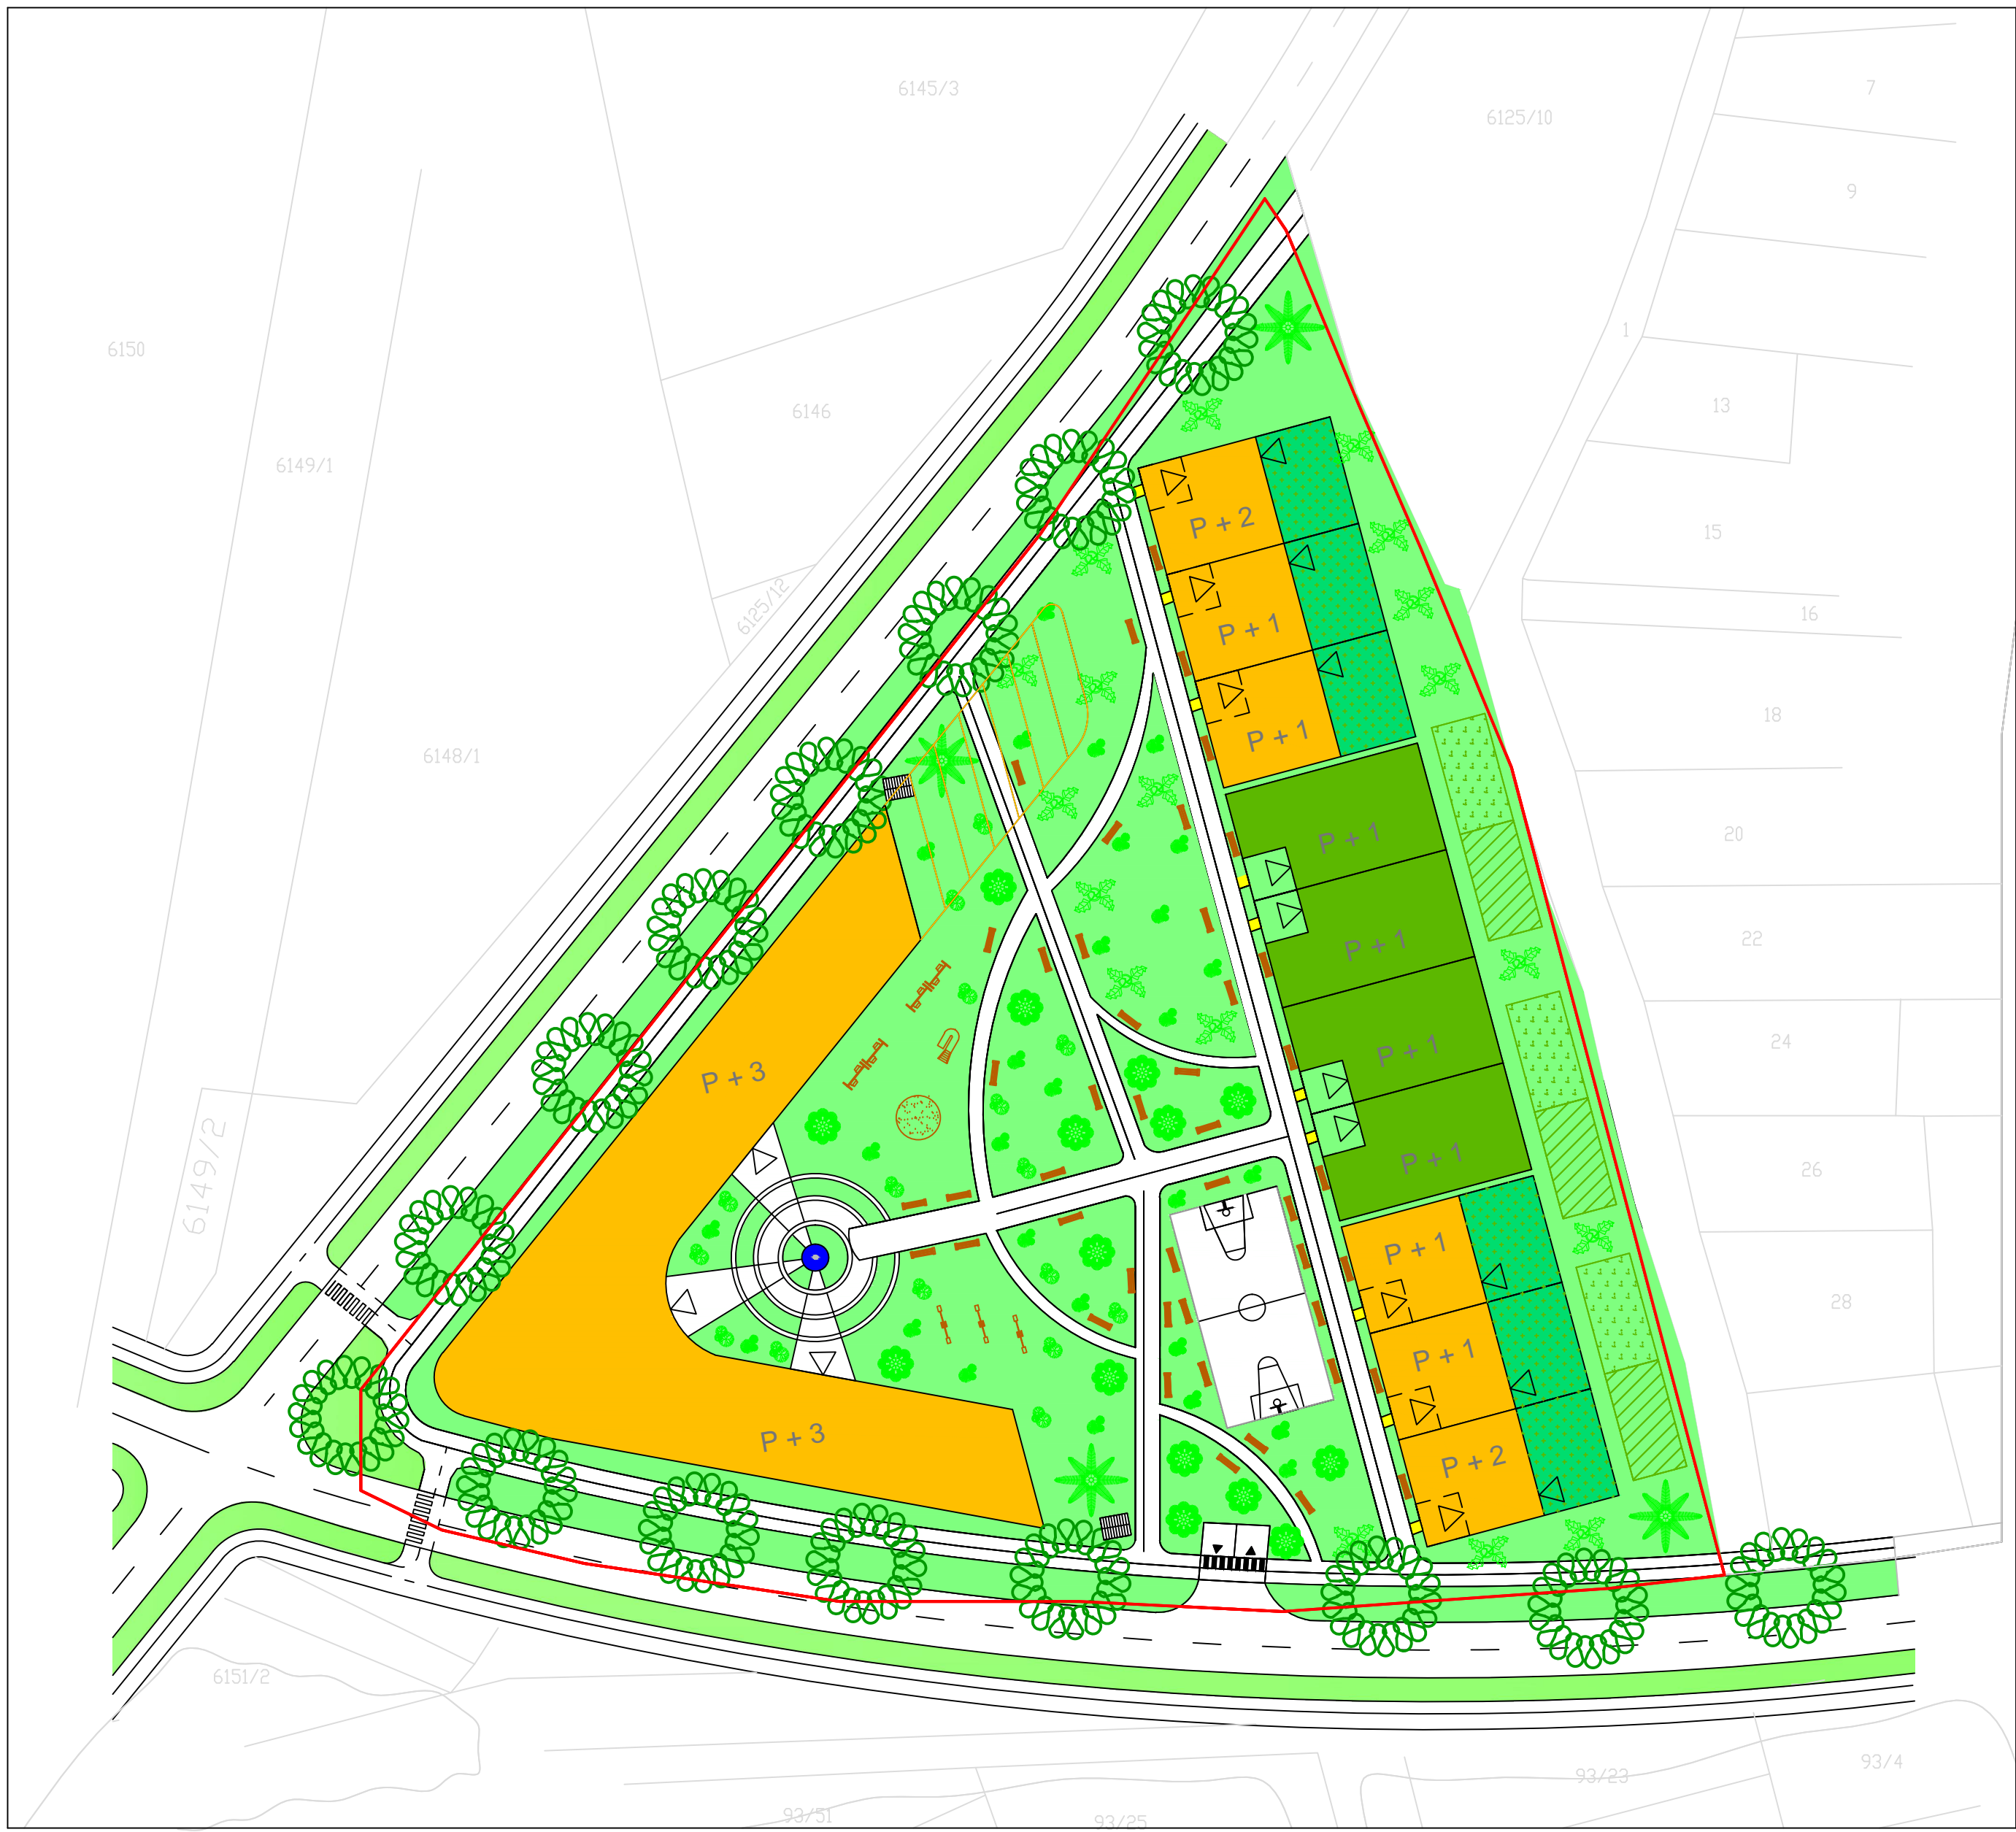 7
6145/3
6125/10
9
1
6150
13
6146
6149/1
P + 2
15
6125/12
16
P + 1
18
P + 1
6148/1
20
P + 1
22
P + 1
24
P + 1
P + 3
P + 1
26
6149/2
P + 1
28
P + 1
P + 3
P + 2
6151/2
93/4
93/23
93/51
93/25